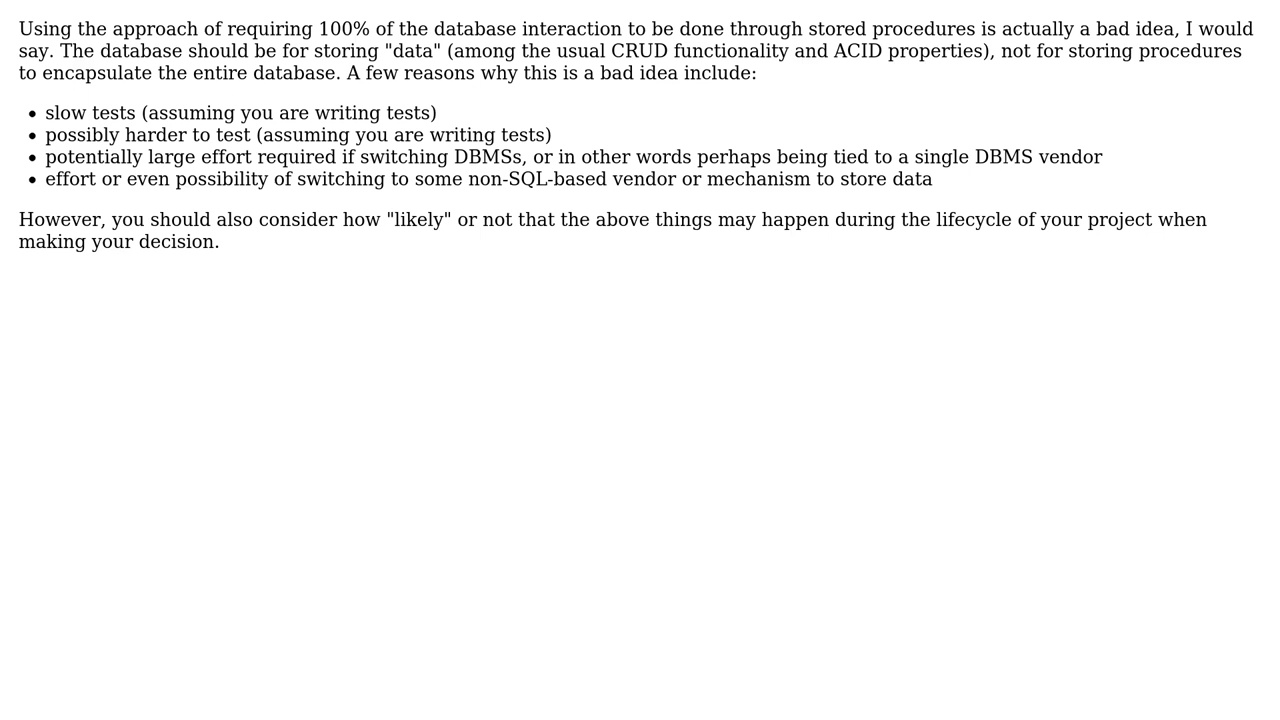 Using the approach of requiring 100% of the database interaction to be done through stored procedures is actually a bad idea, I would
say. The database should be for storing "data" (among the usual CRUD functionality and ACID properties), not for storing procedures
to encapsulate the entire database. A few reasons why this is a bad idea include:
• slow tests (assuming you are writing tests)
• possibly harder to test (assuming you are writing tests)
• potentially large effort required if switching DBMSs, or in other words perhaps being tied to a single DBMS vendor
• effort or even possibility of switching to some non-SQL-based vendor or mechanism to store data
However, you should also consider how "likely" or not that the above things may happen during the lifecycle of your project when
making your decision.